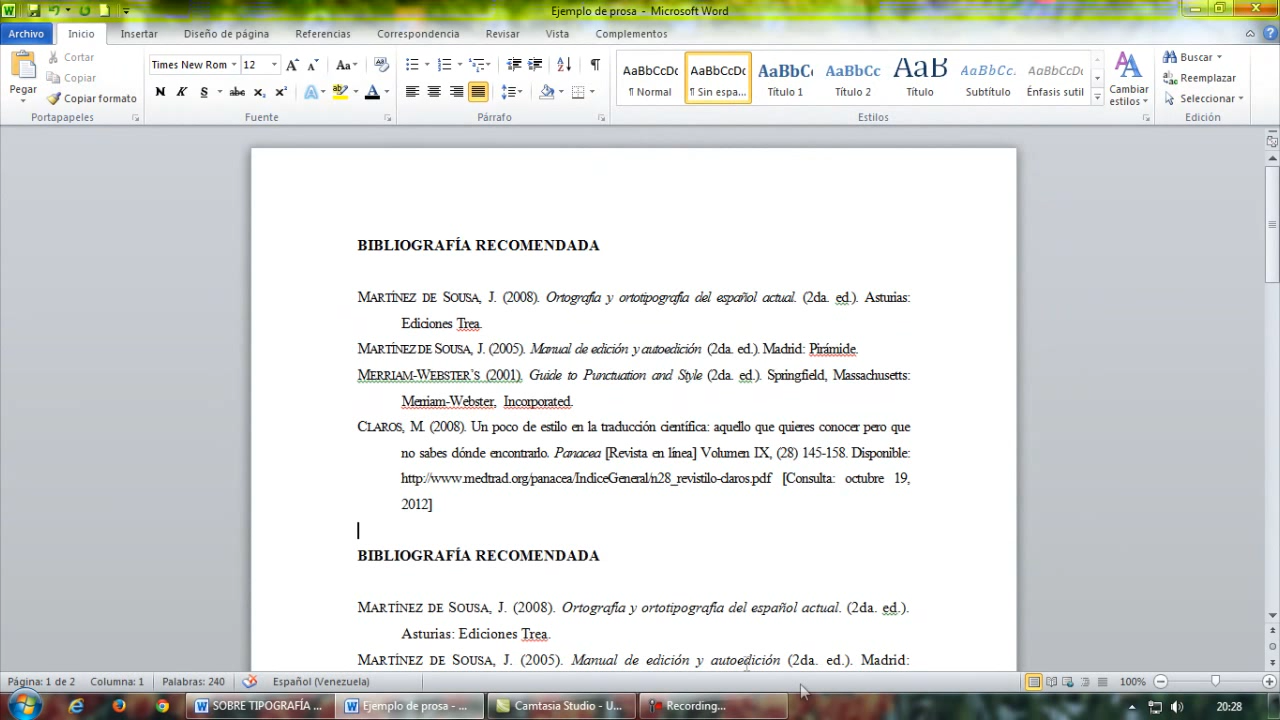 Ejemplo de prosa - Microsoft Word
Archivo Inicio Insertar Diseño de página Referencias Correspondencia Revisar Vista Complementos
Pegar
Cortar
Copiar
Copiar formato
Portapapeles
Times New Rom 12
N K S abc x₂ x²
Fuente
Párrafo
AaBbCcDc AaBbCcDc AaBbC AaBbCc AaB AaBbCc. AaBbCcDc
¶ Normal ¶ Sin espa... Título 1 Título 2 Título Subtítulo Énfasis sutil
Cambiar estilos
Estilos
Buscar
Reemplazar
Seleccionar
Edición
BIBLIOGRAFÍA RECOMENDADA
MARTÍNEZ DE SOUSA, J. (2008). Ortografía y ortotipografía del español actual. (2da. ed.). Asturias:
Ediciones Trea.
MARTÍNEZ DE SOUSA, J. (2005). Manual de edición y autoedición (2da. ed.). Madrid: Pirámide.
MERRIAM-WEBSTER'S (2001). Guide to Punctuation and Style (2da. ed.). Springfield, Massachusetts:
Merriam-Webster, Incorporated.
CLAROS, M. (2008). Un poco de estilo en la traducción científica: aquello que quieres conocer pero que
no sabes dónde encontrarlo. Panacea [Revista en línea] Volumen IX, (28) 145-158. Disponible:
http://www.medtrad.org/panacea/IndiceGeneral/n28_revistilo-claros.pdf [Consulta: octubre 19,
2012]
BIBLIOGRAFÍA RECOMENDADA
MARTÍNEZ DE SOUSA, J. (2008). Ortografía y ortotipografía del español actual. (2da. ed.).
Asturias: Ediciones Trea.
MARTÍNEZ DE SOUSA, J. (2005). Manual de edición y autoedición (2da. ed.). Madrid:
Página: 1 de 2 Columna: 1 Palabras: 240 Español (Venezuela) 100%
SOBRE TIPOGRAFÍA ... Ejemplo de prosa - ... Camtasia Studio - U... Recording... 20:28